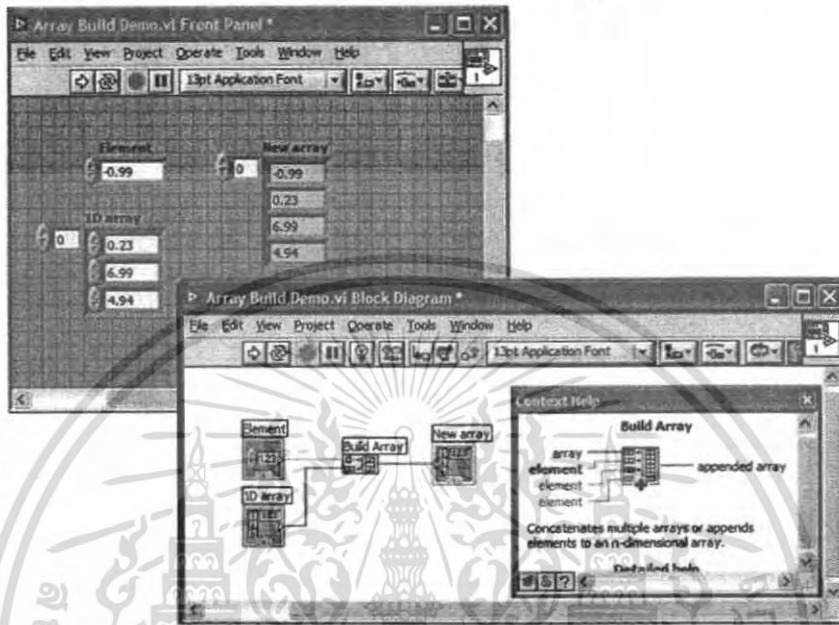 Array Build Demo.vi Front Panel *
File Edit View Project Operate Tools Window Help
13pt Application Font
1
Element
-0.99
New array
0
-0.99
0.23
6.99
4.94
1D array
0
0.23
6.99
4.94
Array Build Demo.vi Block Diagram *
File Edit View Project Operate Tools Window Help
13pt Application Font
1
Element
1.23
1D array
Build Array
New array
Context Help
Build Array
array
element
element
element
appended array
Concatenates multiple arrays or appends
elements to an n-dimensional array.
Detailed help